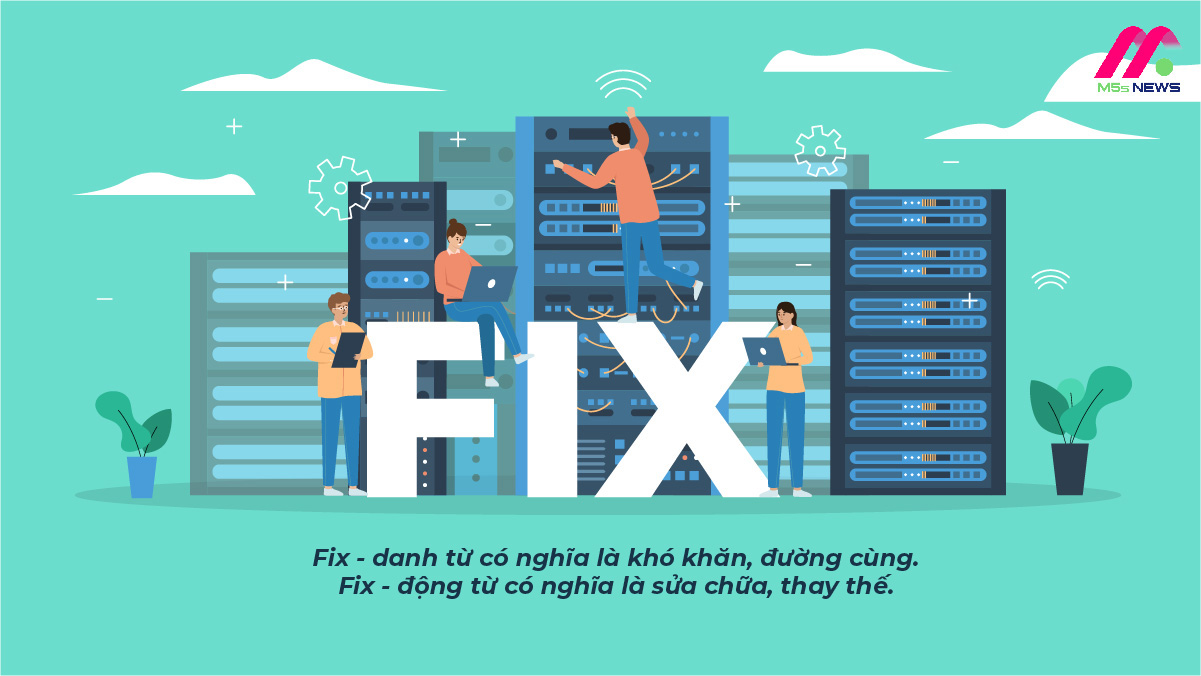 M5s NEWS
FIX
Fix - danh từ có nghĩa là khó khăn, đường cùng.
Fix - động từ có nghĩa là sửa chữa, thay thế.